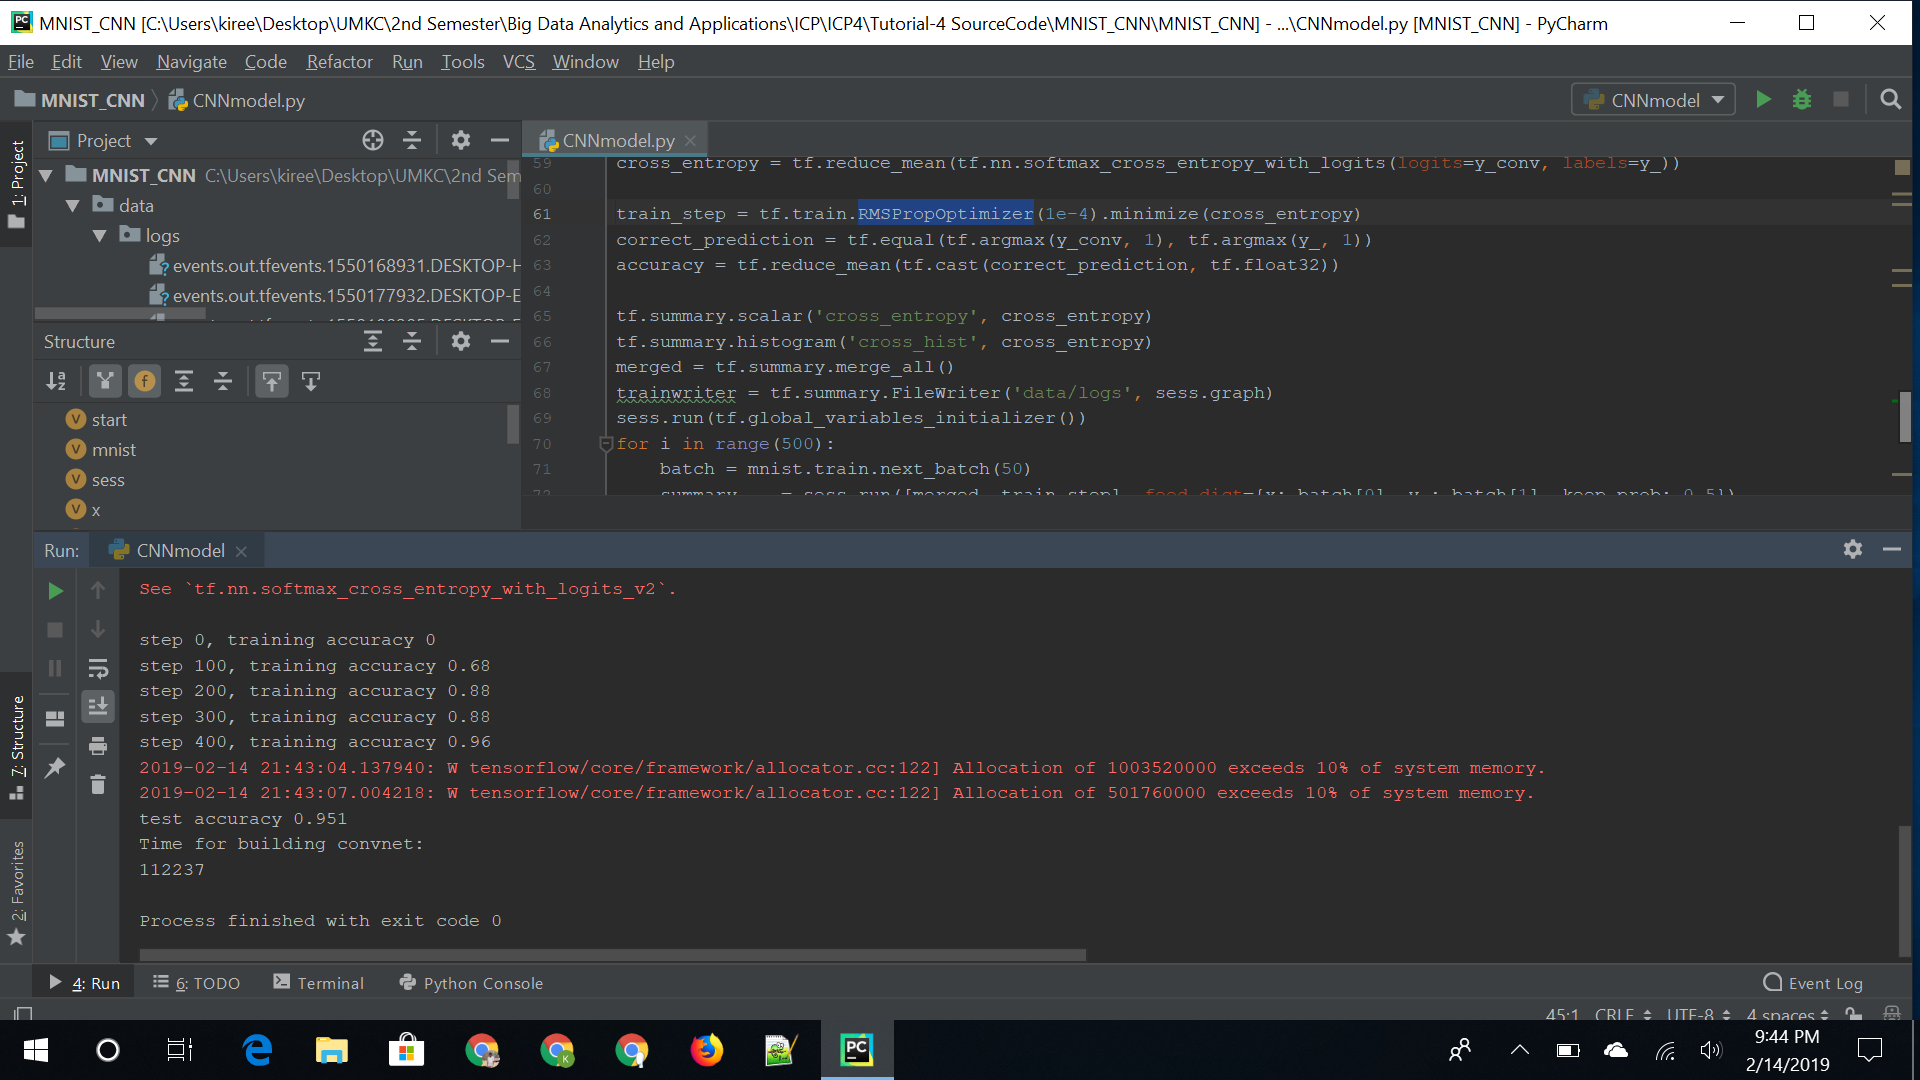 MNIST_CNN [C:\Users\kiree\Desktop\UMKC\2nd Semester\Big Data Analytics and Applications\ICP\ICP4\Tutorial-4 SourceCode\MNIST_CNN\MNIST_CNN] - ...\CNNmodel.py [MNIST_CNN] - PyCharm
File Edit View Navigate Code Refactor Run Tools VCS Window Help
MNIST_CNN CNNmodel.py
CNNmodel
1: Project
Project
MNIST_CNN C:\Users\kiree\Desktop\UMKC\2nd Sem
data
logs
events.out.tfevents.1550168931.DESKTOP-H
events.out.tfevents.1550177932.DESKTOP-E
Structure
start
mnist
sess
x
CNNmodel.py
59 cross_entropy = tf.reduce_mean(tf.nn.softmax_cross_entropy_with_logits(logits=y_conv, labels=y_))
60
61 train_step = tf.train.RMSPropOptimizer(1e-4).minimize(cross_entropy)
62 correct_prediction = tf.equal(tf.argmax(y_conv, 1), tf.argmax(y_, 1))
63 accuracy = tf.reduce_mean(tf.cast(correct_prediction, tf.float32))
64
65 tf.summary.scalar('cross_entropy', cross_entropy)
66 tf.summary.histogram('cross_hist', cross_entropy)
67 merged = tf.summary.merge_all()
68 trainwriter = tf.summary.FileWriter('data/logs', sess.graph)
69 sess.run(tf.global_variables_initializer())
70 for i in range(500):
71 batch = mnist.train.next_batch(50)
72 summary, _ = sess.run([merged, train_step], feed_dict={x: batch[0], y_: batch[1], keep_prob: 0.5})
Run: CNNmodel
See `tf.nn.softmax_cross_entropy_with_logits_v2`.
step 0, training accuracy 0
step 100, training accuracy 0.68
step 200, training accuracy 0.88
step 300, training accuracy 0.88
step 400, training accuracy 0.96
2019-02-14 21:43:04.137940: W tensorflow/core/framework/allocator.cc:122] Allocation of 1003520000 exceeds 10% of system memory.
2019-02-14 21:43:07.004218: W tensorflow/core/framework/allocator.cc:122] Allocation of 501760000 exceeds 10% of system memory.
test accuracy 0.951
Time for building convnet:
112237
Process finished with exit code 0
7: Structure
2: Favorites
4: Run 6: TODO Terminal Python Console Event Log
45:1 CRLF UTF-8 4 spaces
9:44 PM
2/14/2019